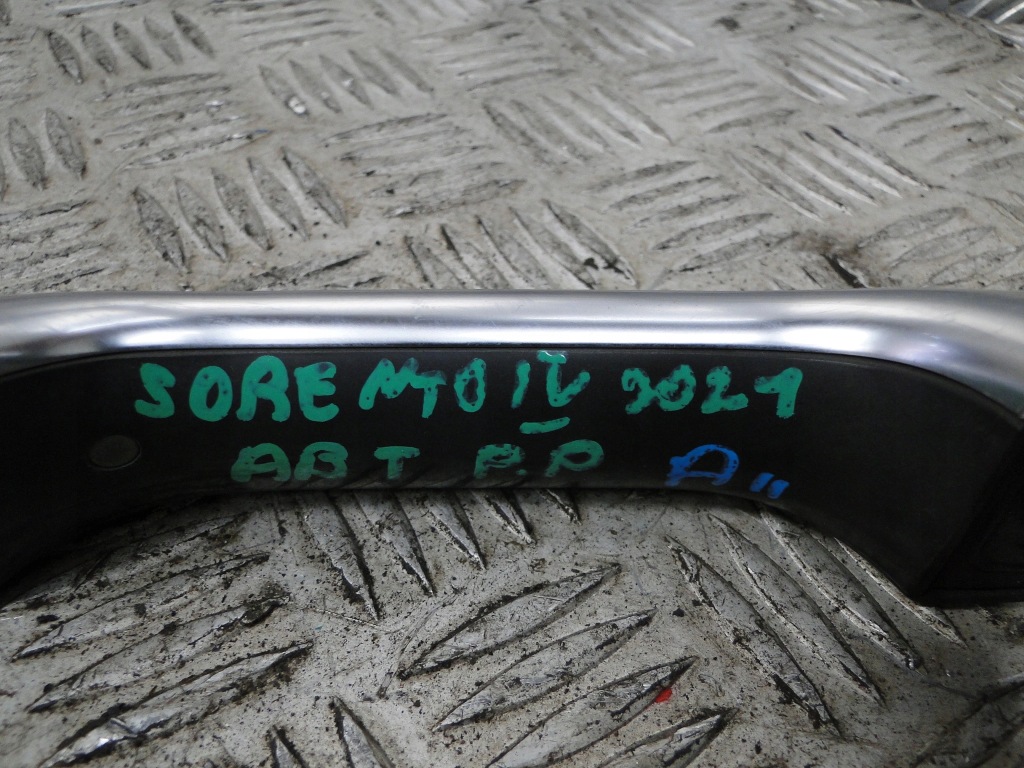 SOREMTO IV 2021
ABT P.P A"